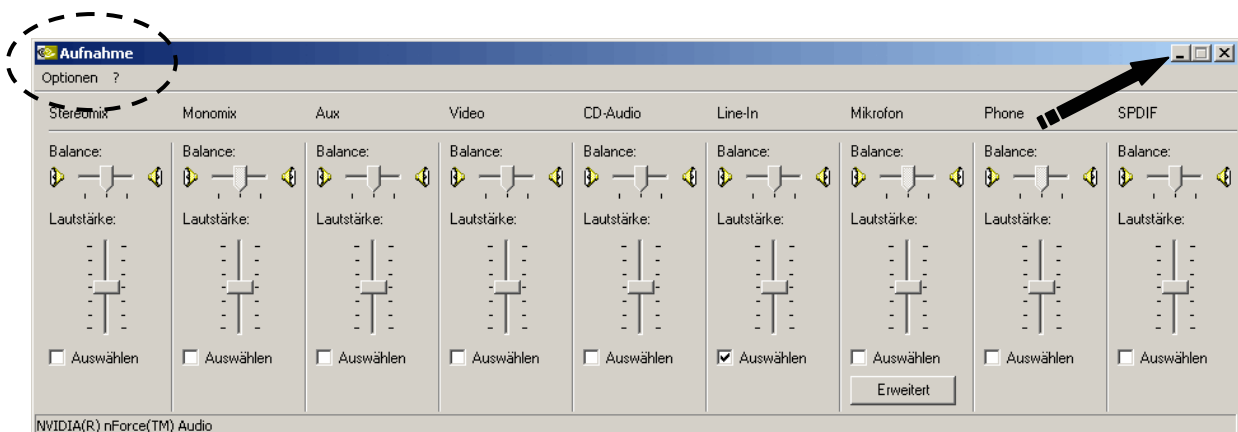 Aufnahme
Optionen ?
Stereomix Monomix Aux Video CD-Audio Line-In Mikrofon Phone SPDIF
Balance: Balance: Balance: Balance: Balance: Balance: Balance: Balance: Balance:
Lautstärke: Lautstärke: Lautstärke: Lautstärke: Lautstärke: Lautstärke: Lautstärke: Lautstärke: Lautstärke:
Auswählen Auswählen Auswählen Auswählen Auswählen Auswählen Auswählen Auswählen Auswählen
Erweitert
NVIDIA(R) nForce(TM) Audio